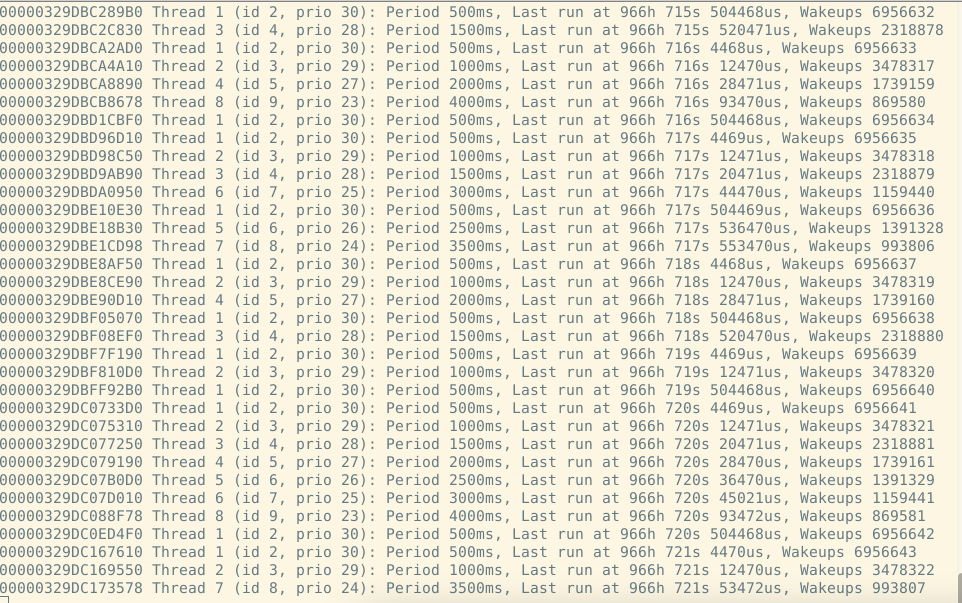 00000329DBC289B0 Thread 1 (id 2, prio 30): Period 500ms, Last run at 966h 715s 504468us, Wakeups 6956632
00000329DBC2C830 Thread 3 (id 4, prio 28): Period 1500ms, Last run at 966h 715s 520471us, Wakeups 2318878
00000329DBCA2AD0 Thread 1 (id 2, prio 30): Period 500ms, Last run at 966h 716s 4468us, Wakeups 6956633
00000329DBCA4A10 Thread 2 (id 3, prio 29): Period 1000ms, Last run at 966h 716s 12470us, Wakeups 3478317
00000329DBCA8890 Thread 4 (id 5, prio 27): Period 2000ms, Last run at 966h 716s 28471us, Wakeups 1739159
00000329DBCB8678 Thread 8 (id 9, prio 23): Period 4000ms, Last run at 966h 716s 93470us, Wakeups 869580
00000329DBD1CBF0 Thread 1 (id 2, prio 30): Period 500ms, Last run at 966h 716s 504468us, Wakeups 6956634
00000329DBD96D10 Thread 1 (id 2, prio 30): Period 500ms, Last run at 966h 717s 4469us, Wakeups 6956635
00000329DBD98C50 Thread 2 (id 3, prio 29): Period 1000ms, Last run at 966h 717s 12471us, Wakeups 3478318
00000329DBD9AB90 Thread 3 (id 4, prio 28): Period 1500ms, Last run at 966h 717s 20471us, Wakeups 2318879
00000329DBDA0950 Thread 6 (id 7, prio 25): Period 3000ms, Last run at 966h 717s 44470us, Wakeups 1159440
00000329DBE10E30 Thread 1 (id 2, prio 30): Period 500ms, Last run at 966h 717s 504469us, Wakeups 6956636
00000329DBE18B30 Thread 5 (id 6, prio 26): Period 2500ms, Last run at 966h 717s 536470us, Wakeups 1391328
00000329DBE1CD98 Thread 7 (id 8, prio 24): Period 3500ms, Last run at 966h 717s 553470us, Wakeups 993806
00000329DBE8AF50 Thread 1 (id 2, prio 30): Period 500ms, Last run at 966h 718s 4468us, Wakeups 6956637
00000329DBE8CE90 Thread 2 (id 3, prio 29): Period 1000ms, Last run at 966h 718s 12470us, Wakeups 3478319
00000329DBE90D10 Thread 4 (id 5, prio 27): Period 2000ms, Last run at 966h 718s 28471us, Wakeups 1739160
00000329DBF05070 Thread 1 (id 2, prio 30): Period 500ms, Last run at 966h 718s 504468us, Wakeups 6956638
00000329DBF08EF0 Thread 3 (id 4, prio 28): Period 1500ms, Last run at 966h 718s 520470us, Wakeups 2318880
00000329DBF7F190 Thread 1 (id 2, prio 30): Period 500ms, Last run at 966h 719s 4469us, Wakeups 6956639
00000329DBF810D0 Thread 2 (id 3, prio 29): Period 1000ms, Last run at 966h 719s 12471us, Wakeups 3478320
00000329DBFF92B0 Thread 1 (id 2, prio 30): Period 500ms, Last run at 966h 719s 504468us, Wakeups 6956640
00000329DC0733D0 Thread 1 (id 2, prio 30): Period 500ms, Last run at 966h 720s 4469us, Wakeups 6956641
00000329DC075310 Thread 2 (id 3, prio 29): Period 1000ms, Last run at 966h 720s 12471us, Wakeups 3478321
00000329DC077250 Thread 3 (id 4, prio 28): Period 1500ms, Last run at 966h 720s 20471us, Wakeups 2318881
00000329DC079190 Thread 4 (id 5, prio 27): Period 2000ms, Last run at 966h 720s 28470us, Wakeups 1739161
00000329DC07B0D0 Thread 5 (id 6, prio 26): Period 2500ms, Last run at 966h 720s 36470us, Wakeups 1391329
00000329DC07D010 Thread 6 (id 7, prio 25): Period 3000ms, Last run at 966h 720s 45021us, Wakeups 1159441
00000329DC088F78 Thread 8 (id 9, prio 23): Period 4000ms, Last run at 966h 720s 93472us, Wakeups 869581
00000329DC0ED4F0 Thread 1 (id 2, prio 30): Period 500ms, Last run at 966h 720s 504468us, Wakeups 6956642
00000329DC167610 Thread 1 (id 2, prio 30): Period 500ms, Last run at 966h 721s 4470us, Wakeups 6956643
00000329DC169550 Thread 2 (id 3, prio 29): Period 1000ms, Last run at 966h 721s 12470us, Wakeups 3478322
00000329DC173578 Thread 7 (id 8, prio 24): Period 3500ms, Last run at 966h 721s 53472us, Wakeups 993807